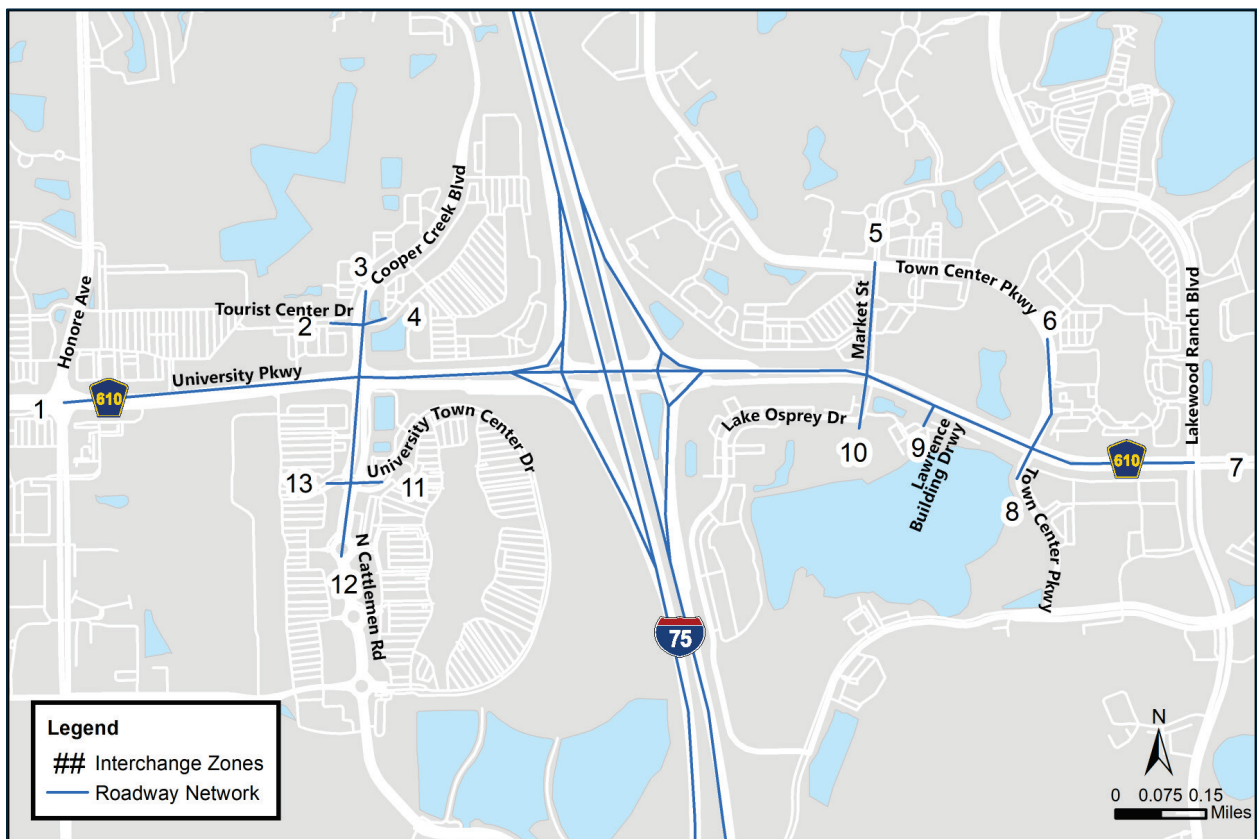 Cooper Creek Blvd
3
5
Town Center Pkwy
Tourist Center Dr
2
4
Honore Ave
Market St
6
Lakewood Ranch Blvd
University Pkwy
1
610
University Town Center Dr
Lake Osprey Dr
10
9
Lawrence
Building Drwy
610
7
13
11
8
Town Center Pkwy
12
N Cattlemen Rd
75
Legend
## Interchange Zones
Roadway Network
N
0 0.075 0.15
Miles